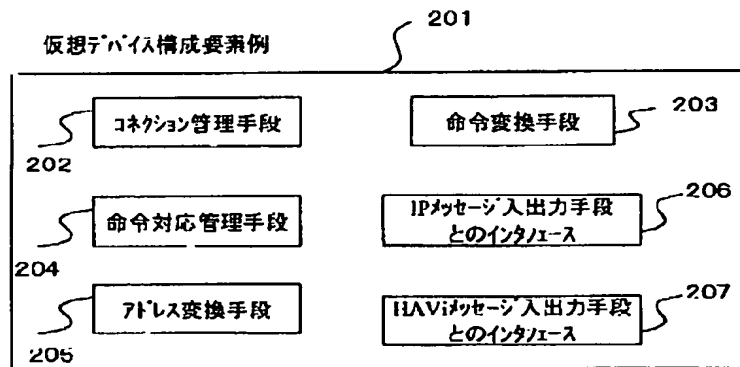 201
仮想デバイス構成要素例
コネクション管理手段
命令変換手段
203
202
命令対応管理手段
IPメッセージ入出力手段
とのインタフェース
206
204
アドレス変換手段
HAViメッセージ入出力手段
とのインタフェース
207
205